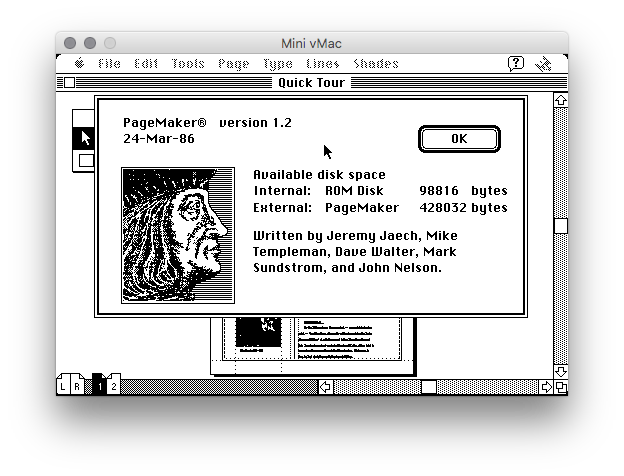 Mini vMac
File Edit Tools Page Type Lines Shades
Quick Tour
PageMaker® version 1.2
24-Mar-86
OK
Available disk space
Internal: ROM Disk 98816 bytes
External: PageMaker 428032 bytes
Written by Jeremy Jaech, Mike
Templeman, Dave Walter, Mark
Sundstrom, and John Nelson.
L R 1 2